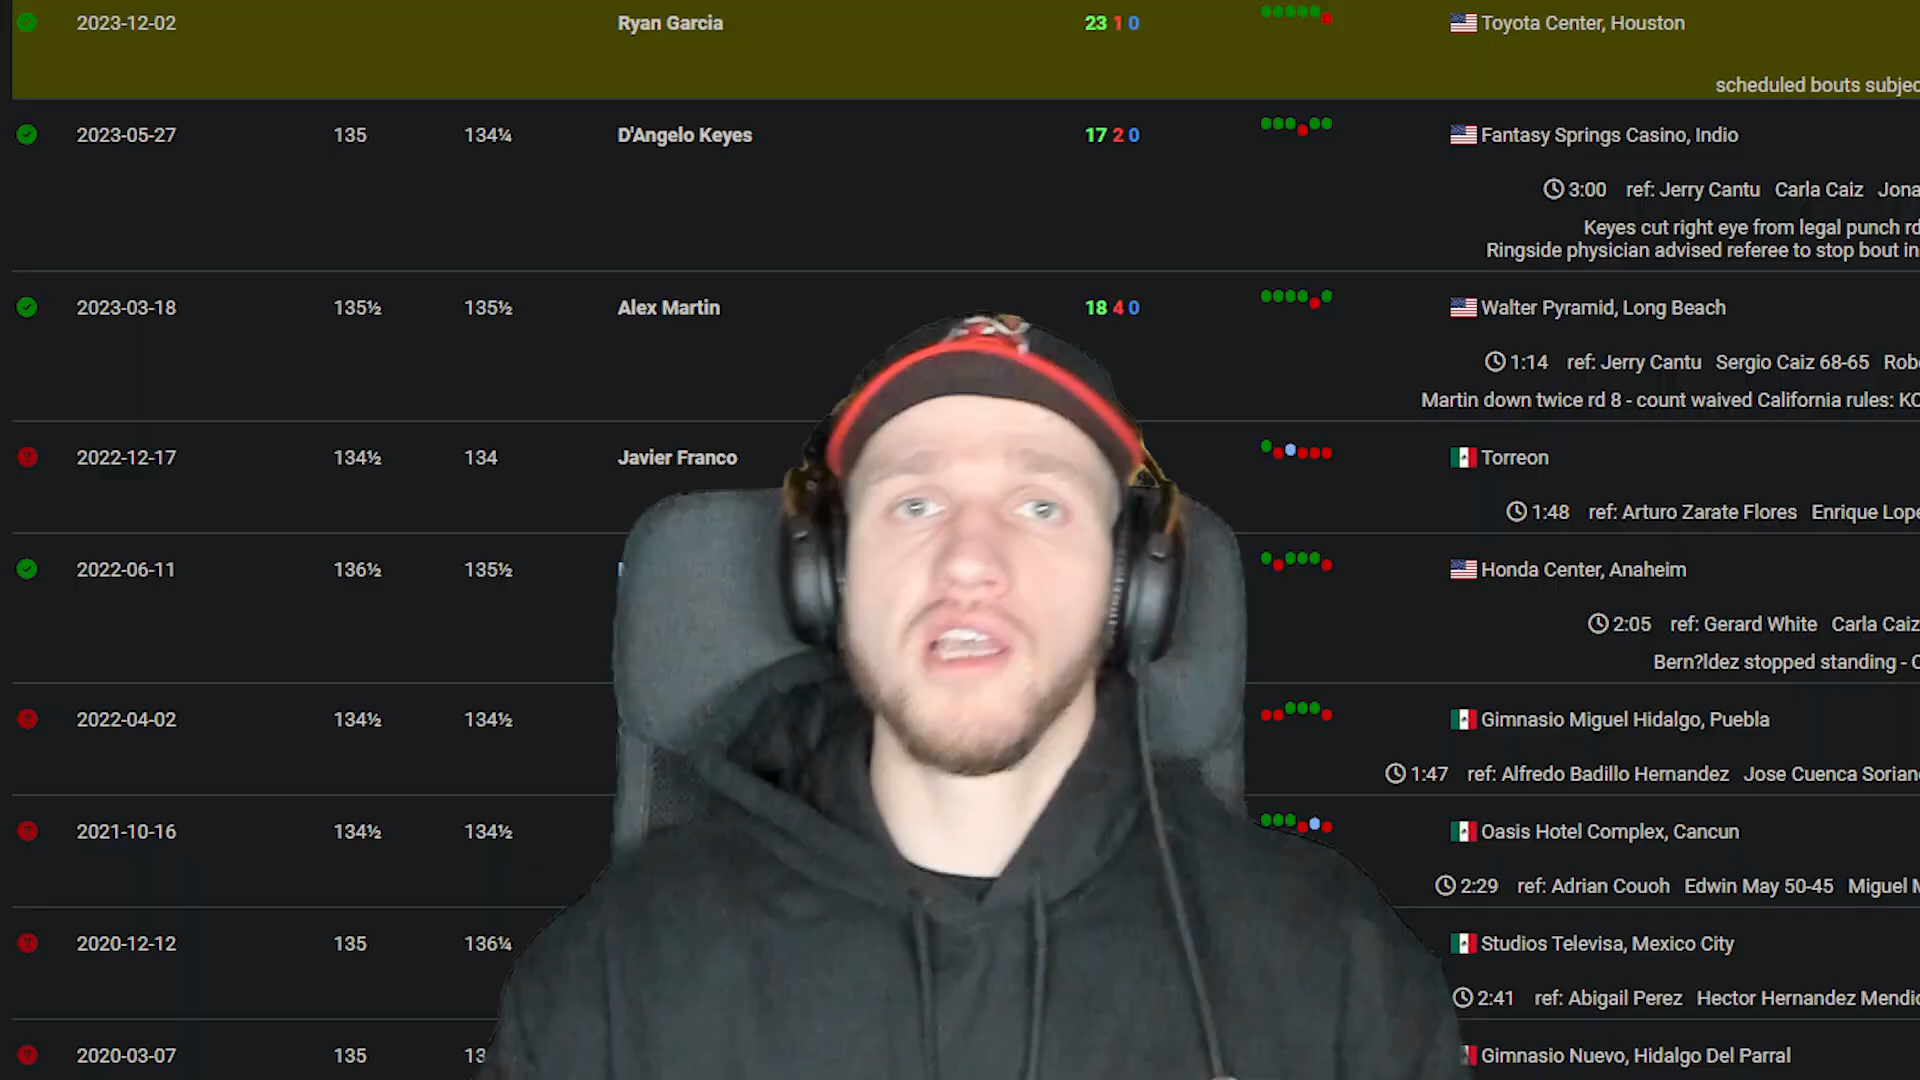 2023-12-02 Ryan Garcia 23 1 0 Toyota Center, Houston
scheduled bouts subjec
2023-05-27 135 134¼ D'Angelo Keyes 17 2 0 Fantasy Springs Casino, Indio
3:00 ref: Jerry Cantu Carla Caiz Jona
Keyes cut right eye from legal punch rd
Ringside physician advised referee to stop bout in
2023-03-18 135½ 135½ Alex Martin 18 4 0 Walter Pyramid, Long Beach
1:14 ref: Jerry Cantu Sergio Caiz 68-65 Robe
Martin down twice rd 8 - count waived California rules: KO
2022-12-17 134½ 134 Javier Franco Torreon
1:48 ref: Arturo Zarate Flores Enrique Lope
2022-06-11 136½ 135½ Honda Center, Anaheim
2:05 ref: Gerard White Carla Caiz
Bern?ldez stopped standing - C
2022-04-02 134½ 134½ Gimnasio Miguel Hidalgo, Puebla
1:47 ref: Alfredo Badillo Hernandez Jose Cuenca Soriano
2021-10-16 134½ 134½ Oasis Hotel Complex, Cancun
2:29 ref: Adrian Couoh Edwin May 50-45 Miguel M
2020-12-12 135 136¼ Studios Televisa, Mexico City
2:41 ref: Abigail Perez Hector Hernandez Mendio
2020-03-07 135 13 Gimnasio Nuevo, Hidalgo Del Parral